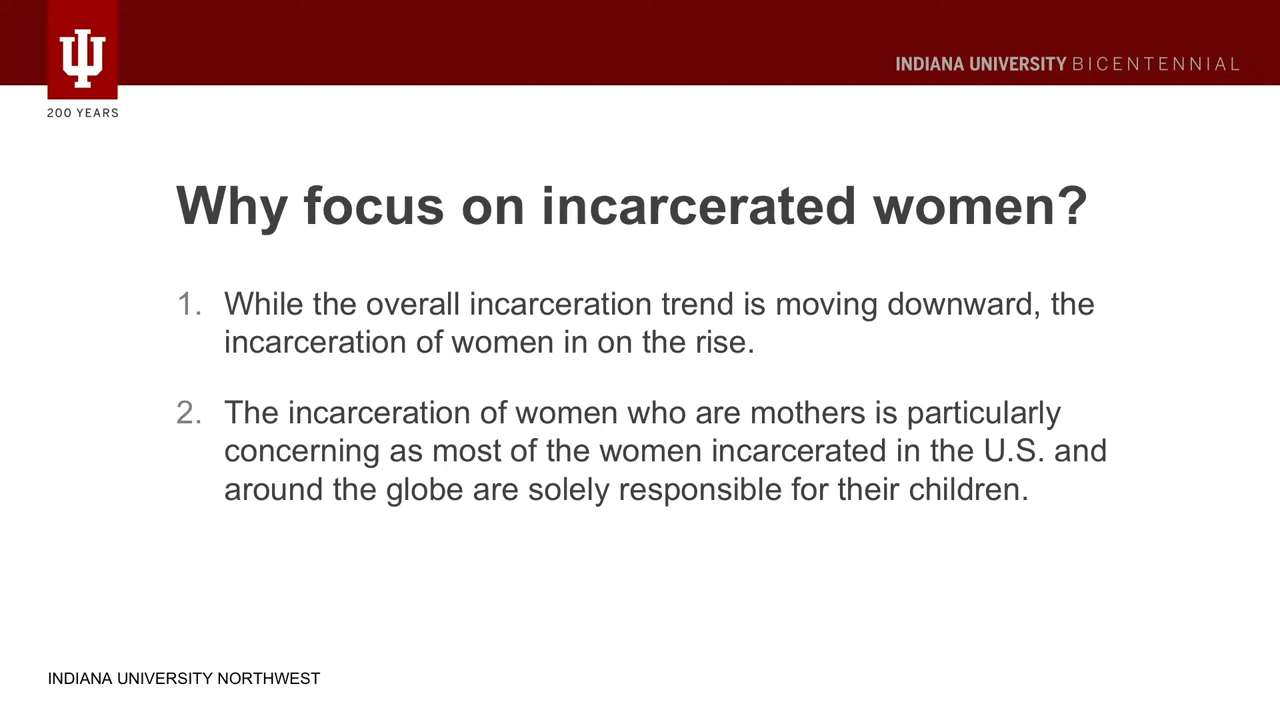 INDIANA UNIVERSITY BICENTENNIAL
200 YEARS
Why focus on incarcerated women?
1. While the overall incarceration trend is moving downward, the
incarceration of women in on the rise.
2. The incarceration of women who are mothers is particularly
concerning as most of the women incarcerated in the U.S. and
around the globe are solely responsible for their children.
INDIANA UNIVERSITY NORTHWEST